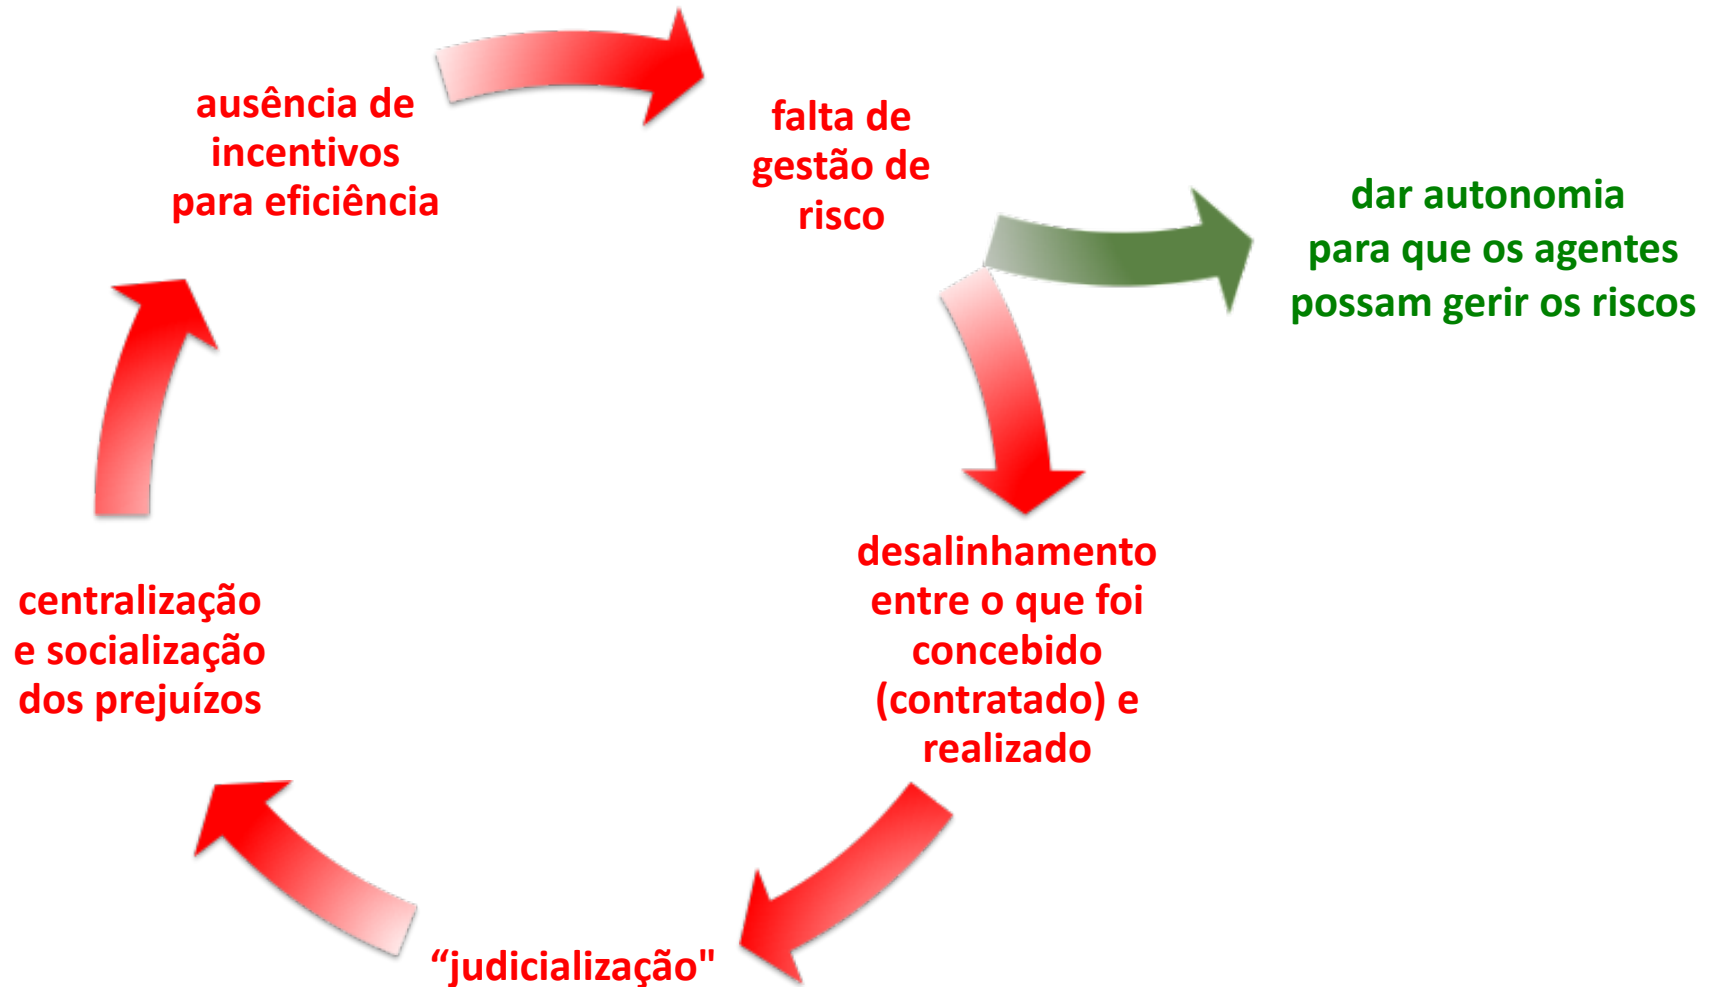 ausência de
incentivos
para eficiência
falta de
gestão de
risco
dar autonomia
para que os agentes
possam gerir os riscos
desalinhamento
entre o que foi
concebido
(contratado) e
realizado
“judicialização"
centralização
e socialização
dos prejuízos